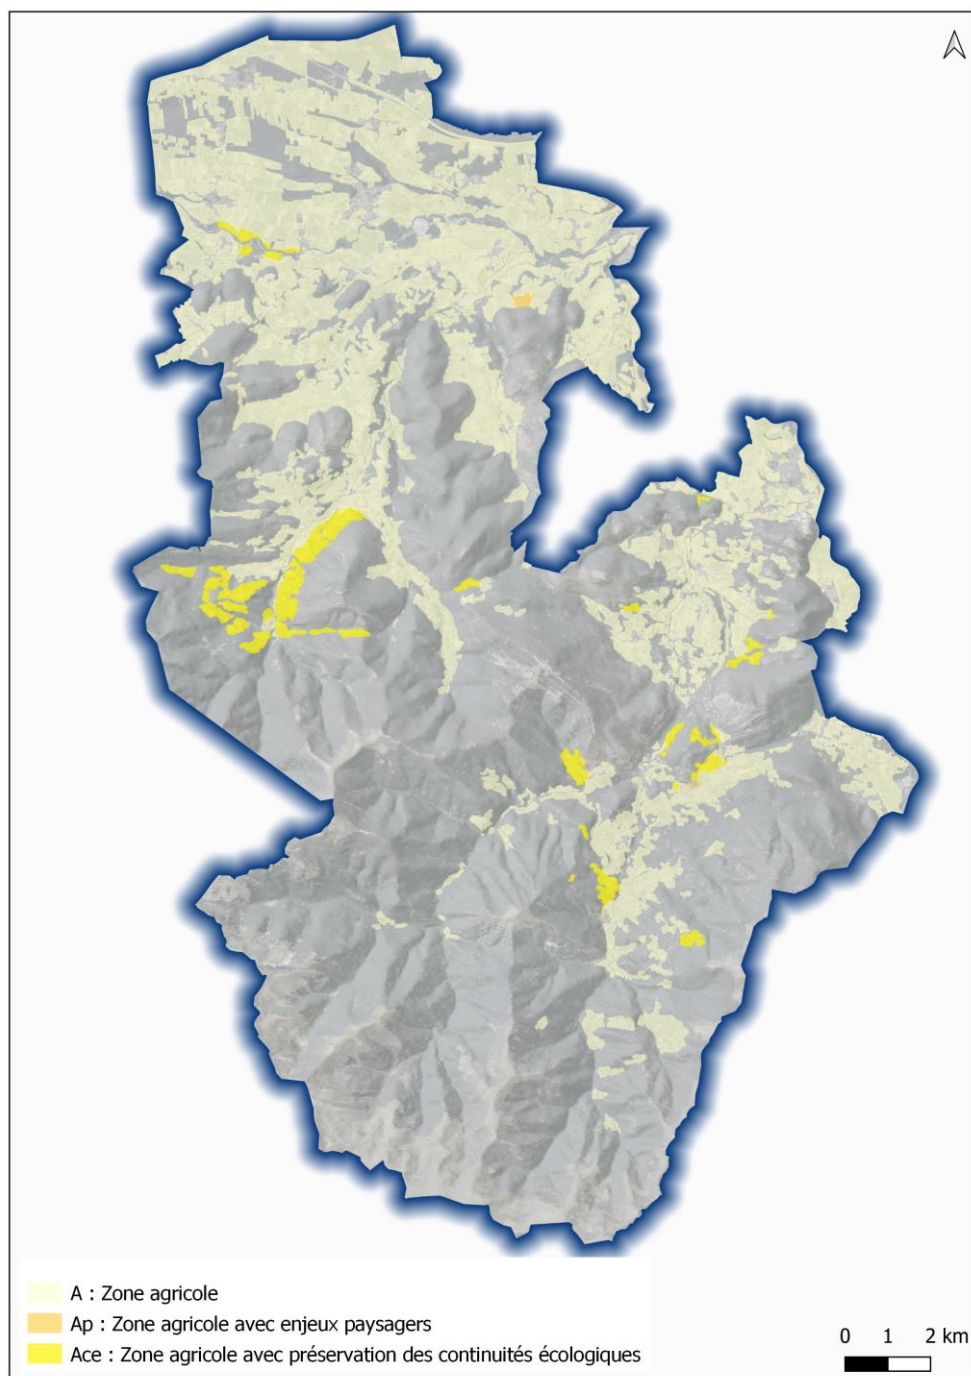 A : Zone agricole
Ap : Zone agricole avec enjeux paysagers
Ace : Zone agricole avec préservation des continuités écologiques
0 1 2 km